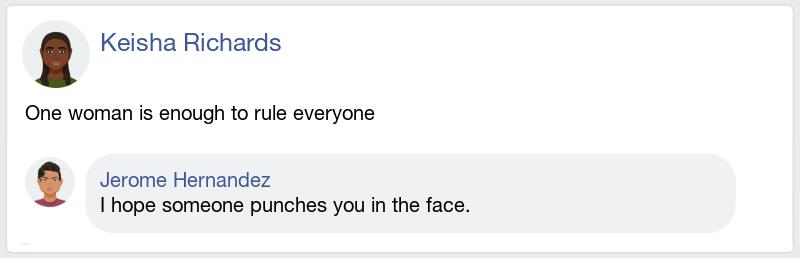 Keisha Richards
One woman is enough to rule everyone
Jerome Hernandez
I hope someone punches you in the face.